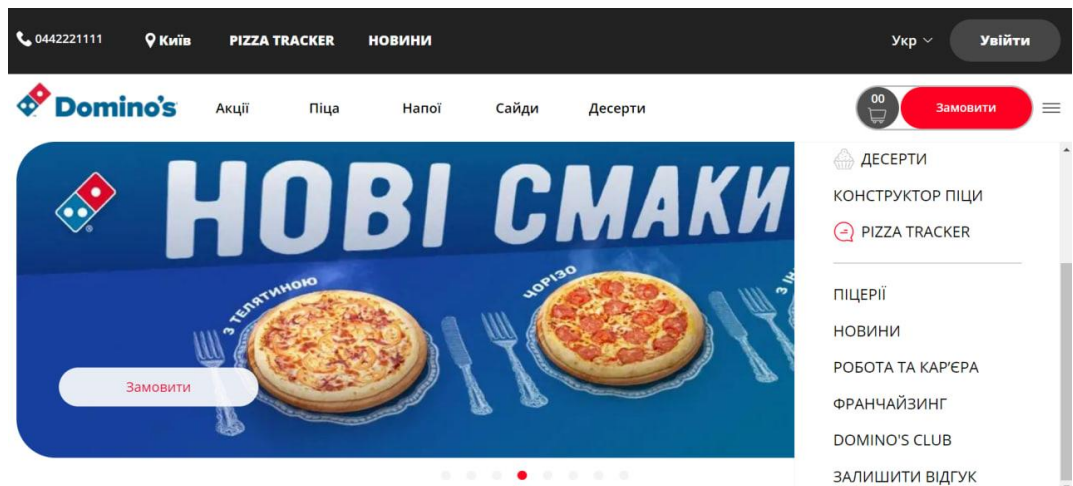 0442221111
Київ
PIZZA TRACKER
НОВИНИ
Укр
Увійти
Domino's
Акції
Піца
Напої
Сайди
Десерти
00
Замовити
НОВІ СМАКИ
З ТЕЛЯТИНОЮ
ЧОРІЗО
Замовити
ДЕСЕРТИ
КОНСТРУКТОР ПІЦИ
PIZZA TRACKER
ПІЦЕРІЇ
НОВИНИ
РОБОТА ТА КАР'ЄРА
ФРАНЧАЙЗИНГ
DOMINO'S CLUB
ЗАЛИШИТИ ВІДГУК